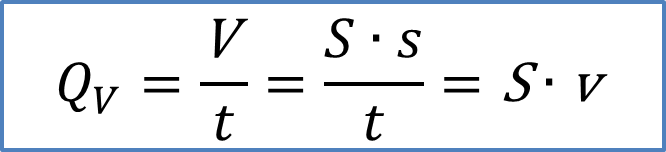 Q_V = V/t = S · s/t = S · v